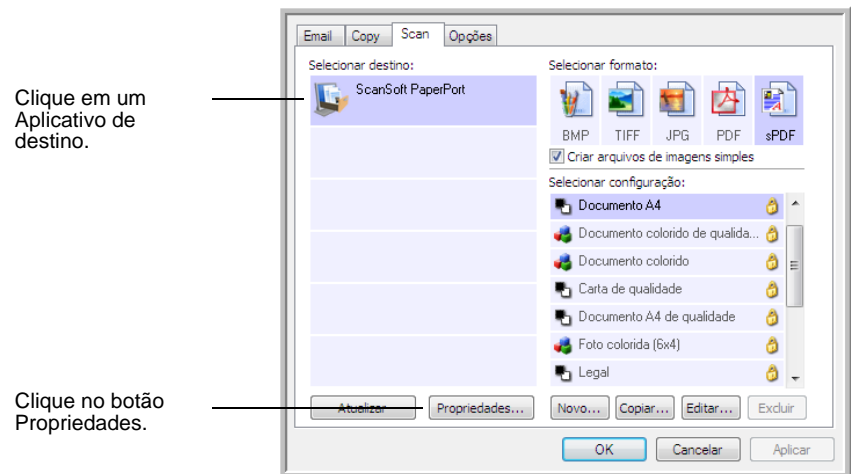 Email Copy Scan Opções
Selecionar destino:
ScanSoft PaperPort
Clique em um
Aplicativo de
destino.
Selecionar formato:
BMP TIFF JPG PDF sPDF
Criar arquivos de imagens simples
Selecionar configuração:
Documento A4
Documento colorido de qualida...
Documento colorido
Carta de qualidade
Documento A4 de qualidade
Foto colorida (6x4)
Legal
Clique no botão
Propriedades.
Atualizar Propriedades... Novo... Copiar... Editar... Excluir
OK Cancelar Aplicar